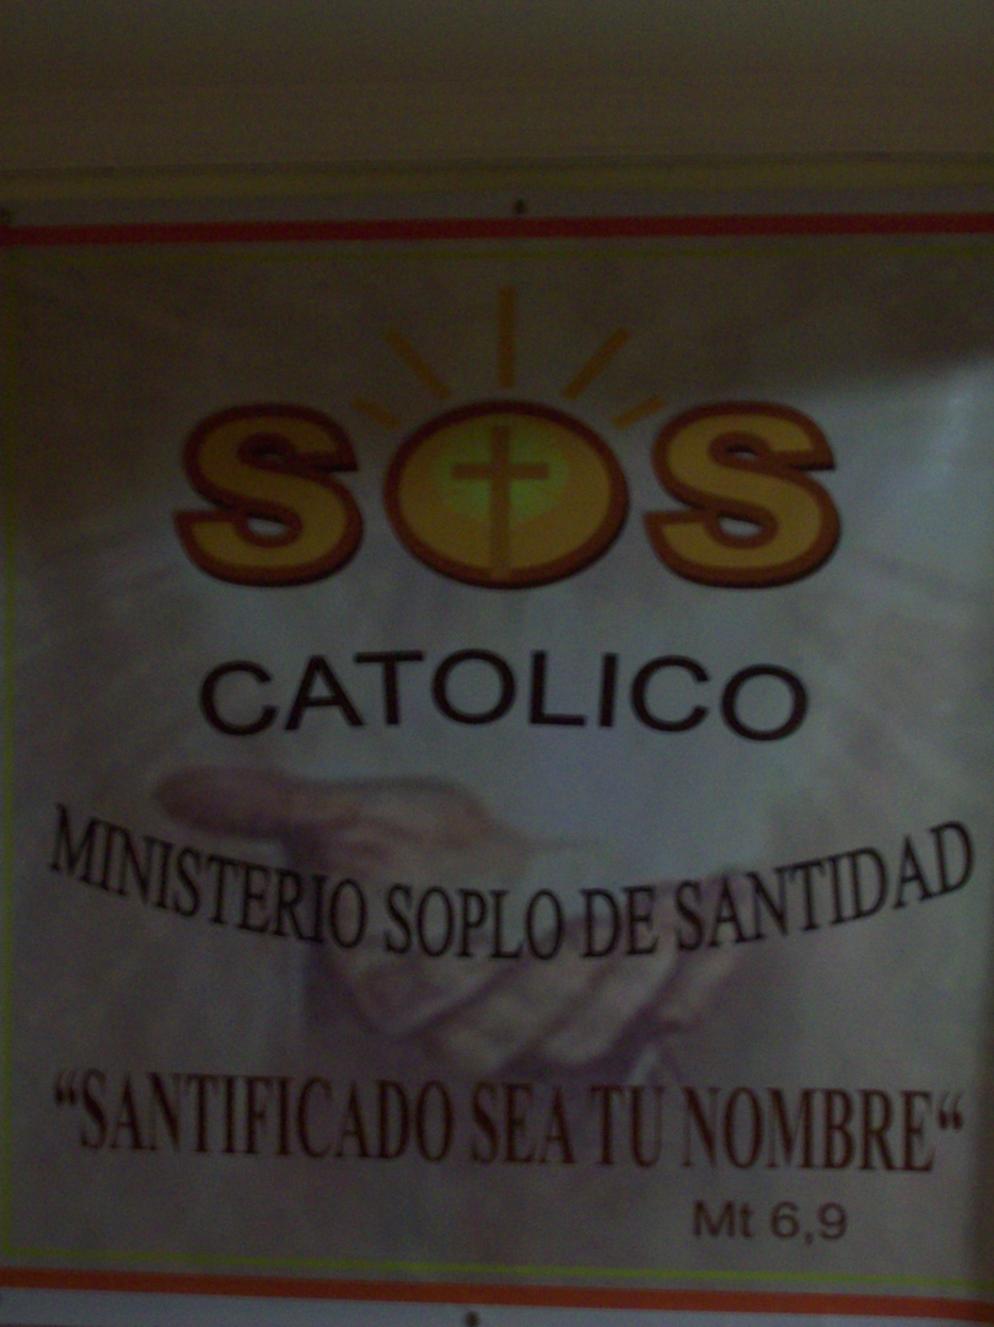 SOS
CATOLICO
MINISTERIO SOPLO DE SANTIDAD
“SANTIFICADO SEA TU NOMBRE“
Mt 6,9